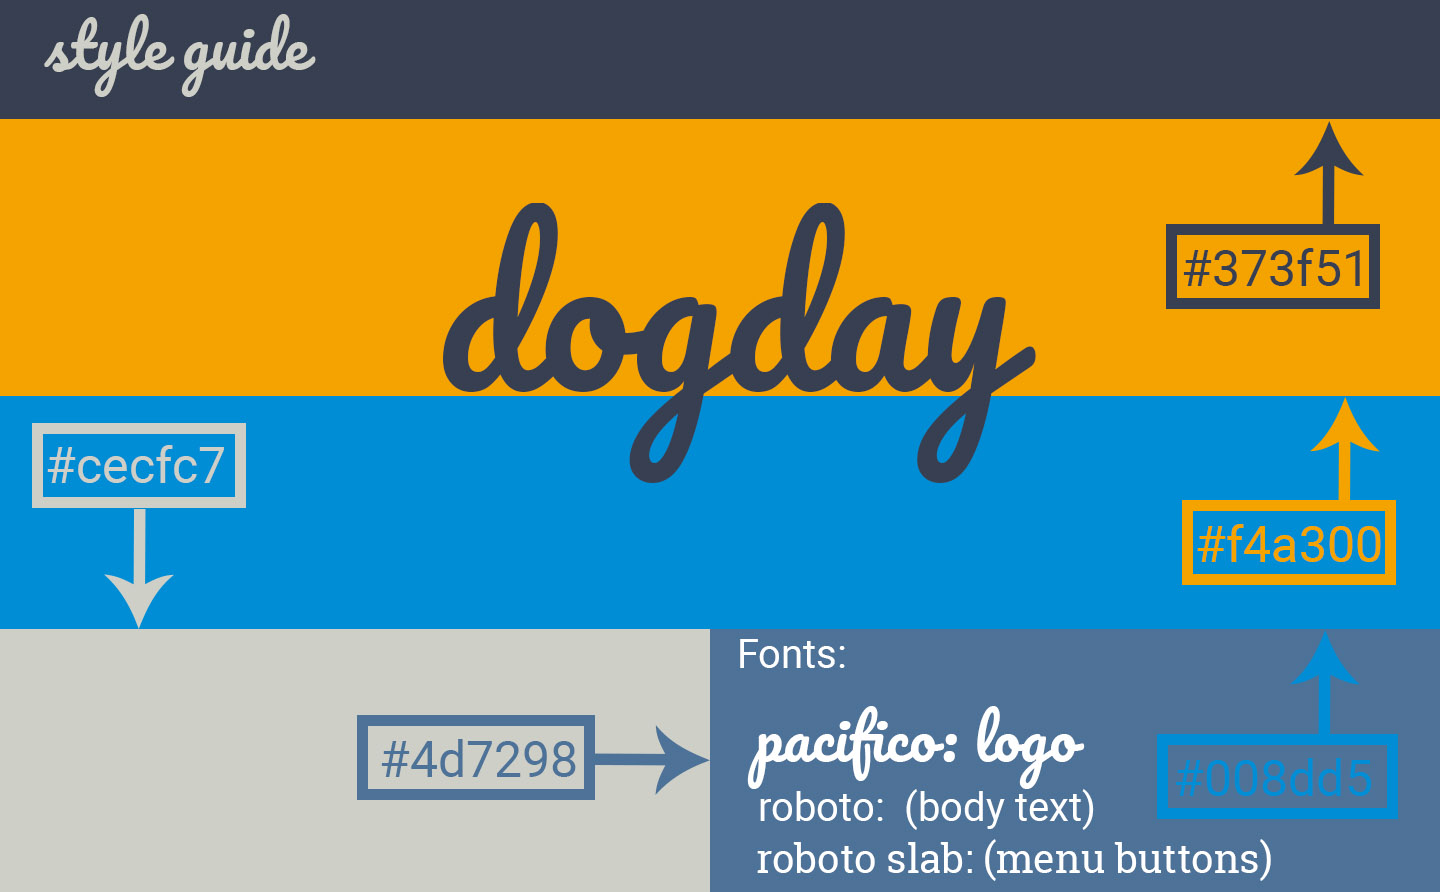 style guide
#373f51
dogday
#cecfc7
#f4a300
#4d7298
Fonts:
pacifico: logo
#008dd5
roboto: (body text)
roboto slab: (menu buttons)